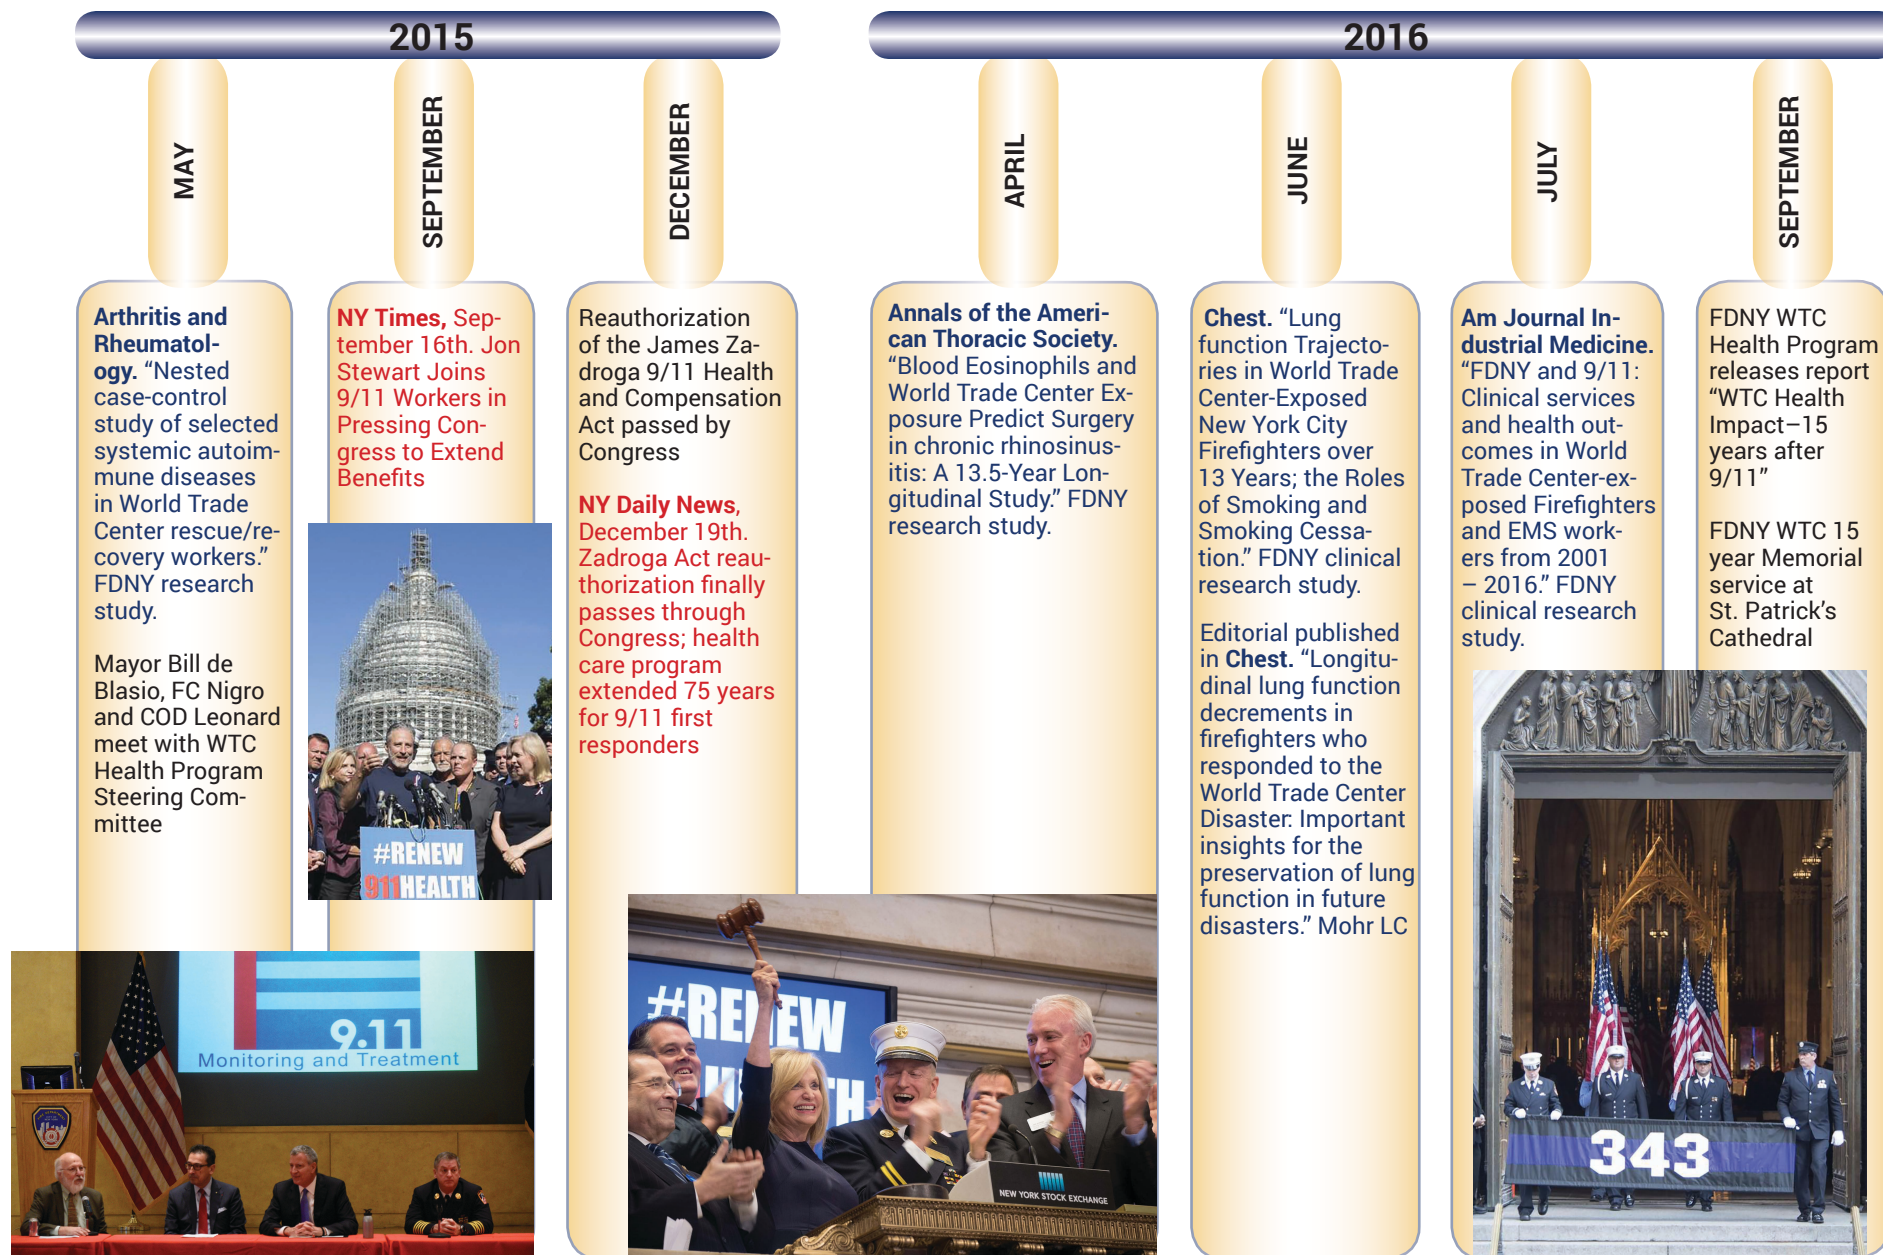 2015
2016
MAY
SEPTEMBER
DECEMBER
APRIL
JUNE
JULY
SEPTEMBER
Arthritis and
Rheumatol-
ogy. “Nested
case-control
study of selected
systemic autoim-
mune diseases
in World Trade
Center rescue/re-
covery workers.”
FDNY research
study.
Mayor Bill de
Blasio, FC Nigro
and COD Leonard
meet with WTC
Health Program
Steering Com-
mittee
NY Times, Sep-
tember 16th. Jon
Stewart Joins
9/11 Workers in
Pressing Con-
gress to Extend
Benefits
#RENEW
911HEALTH
9.11
Monitoring and Treatment
Reauthorization
of the James Za-
droga 9/11 Health
and Compensation
Act passed by
Congress
NY Daily News,
December 19th.
Zadroga Act reau-
thorization finally
passes through
Congress; health
care program
extended 75 years
for 9/11 first
responders
Annals of the Ameri-
can Thoracic Society.
“Blood Eosinophils and
World Trade Center Ex-
posure Predict Surgery
in chronic rhinosinus-
itis: A 13.5-Year Lon-
gitudinal Study.” FDNY
research study.
#RENEW
NEW YORK STOCK EXCHANGE
Chest. “Lung
function Trajecto-
ries in World Trade
Center-Exposed
New York City
Firefighters over
13 Years; the Roles
of Smoking and
Smoking Cessa-
tion.” FDNY clinical
research study.
Editorial published
in Chest. “Longitu-
dinal lung function
decrements in
firefighters who
responded to the
World Trade Center
Disaster: Important
insights for the
preservation of lung
function in future
disasters.” Mohr LC
Am Journal In-
dustrial Medicine.
“FDNY and 9/11:
Clinical services
and health out-
comes in World
Trade Center-ex-
posed Firefighters
and EMS work-
ers from 2001
– 2016.” FDNY
clinical research
study.
FDNY WTC
Health Program
releases report
“WTC Health
Impact–15
years after
9/11”
FDNY WTC 15
year Memorial
service at
St. Patrick’s
Cathedral
343